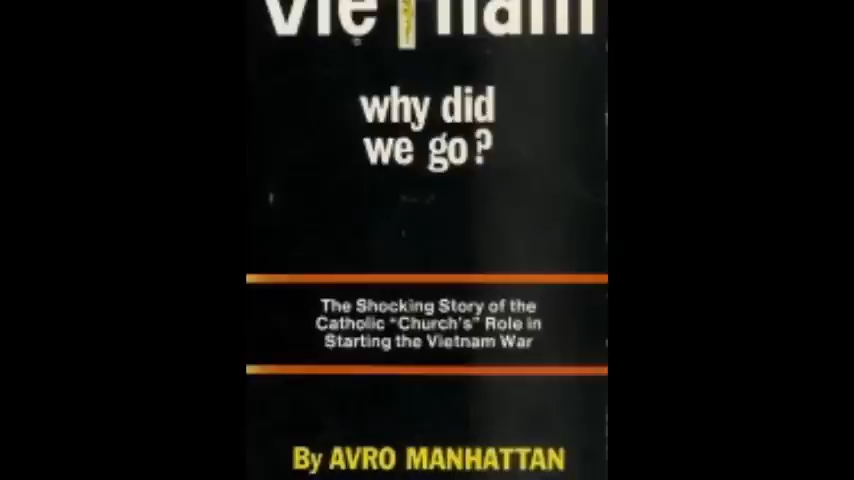 Vietnam
why did
we go?
The Shocking Story of the
Catholic "Church's" Role in
Starting the Vietnam War
By AVRO MANHATTAN